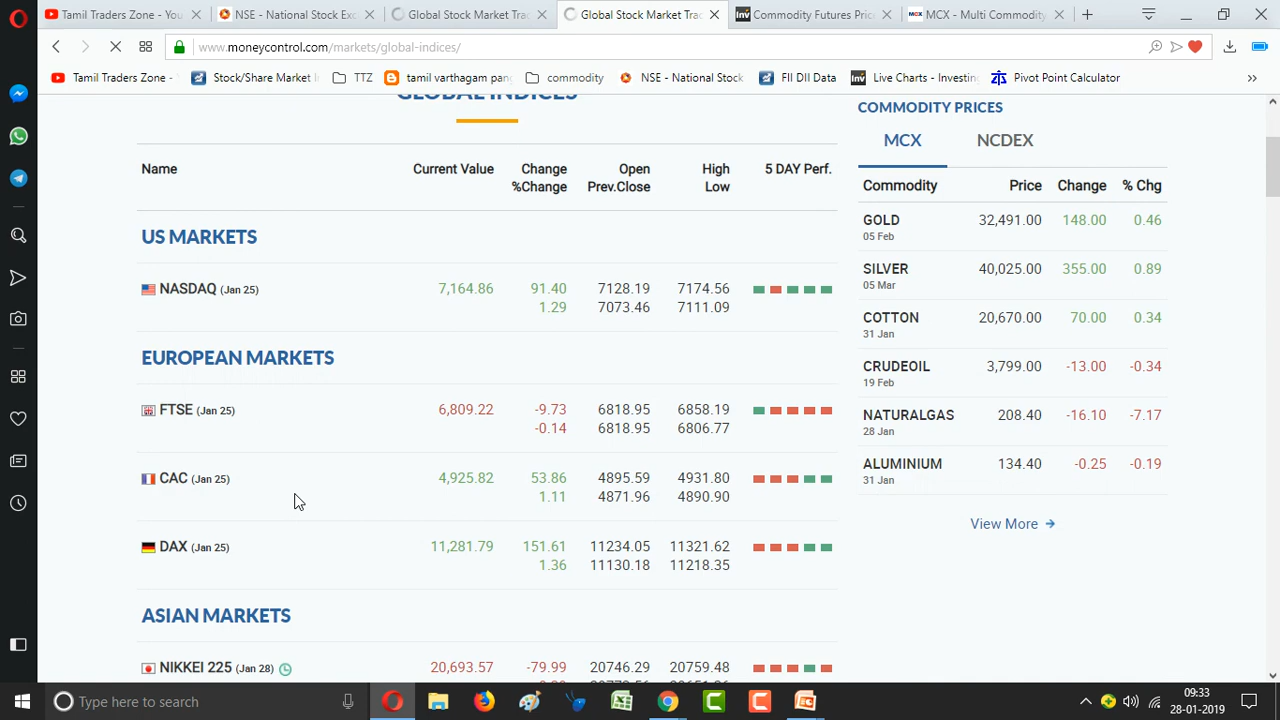 Tamil Traders Zone - You
NSE - National Stock Exc
Global Stock Market Trac
Global Stock Market Trac
Commodity Futures Pric
MCX - Multi Commodity
www.moneycontrol.com/markets/global-indices/
Tamil Traders Zone -
Stock/Share Market
TTZ
tamil varthagam pang
commodity
NSE - National Stock
FII DII Data
Live Charts - Investing
Pivot Point Calculator
GLOBAL INDICES
Name Current Value Change Open High 5 DAY Perf.
%Change Prev.Close Low
US MARKETS
NASDAQ (Jan 25) 7,164.86 91.40 7128.19 7174.56
1.29 7073.46 7111.09
EUROPEAN MARKETS
FTSE (Jan 25) 6,809.22 -9.73 6818.95 6858.19
-0.14 6818.95 6806.77
CAC (Jan 25) 4,925.82 53.86 4895.59 4931.80
1.11 4871.96 4890.90
DAX (Jan 25) 11,281.79 151.61 11234.05 11321.62
1.36 11130.18 11218.35
ASIAN MARKETS
NIKKEI 225 (Jan 28) 20,693.57 -79.99 20746.29 20759.48
COMMODITY PRICES
MCX NCDEX
Commodity Price Change % Chg
GOLD 32,491.00 148.00 0.46
05 Feb
SILVER 40,025.00 355.00 0.89
05 Mar
COTTON 20,670.00 70.00 0.34
31 Jan
CRUDEOIL 3,799.00 -13.00 -0.34
19 Feb
NATURALGAS 208.40 -16.10 -7.17
28 Jan
ALUMINIUM 134.40 -0.25 -0.19
31 Jan
View More
Type here to search
09:33
28-01-2019